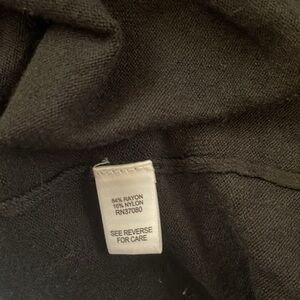 84% RAYON
16% NYLON
RN37080
SEE REVERSE
FOR CARE